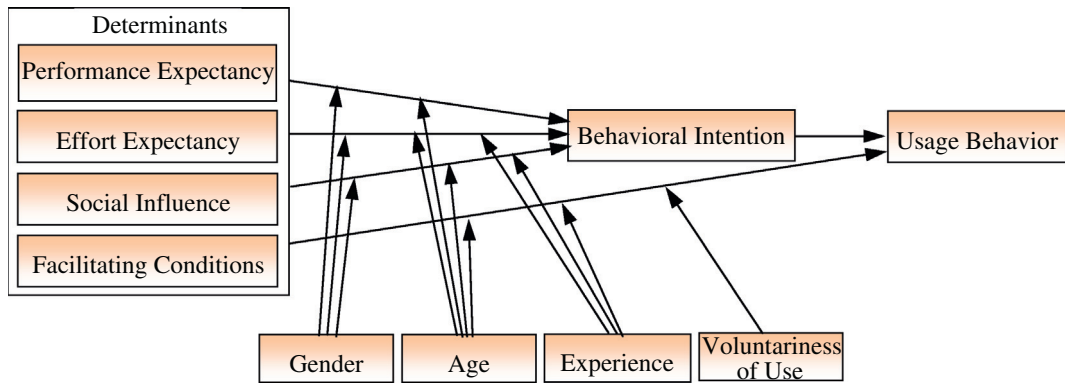 Determinants
Performance Expectancy
Effort Expectancy
Social Influence
Facilitating Conditions
Behavioral Intention
Usage Behavior
Gender
Age
Experience
Voluntariness
of Use